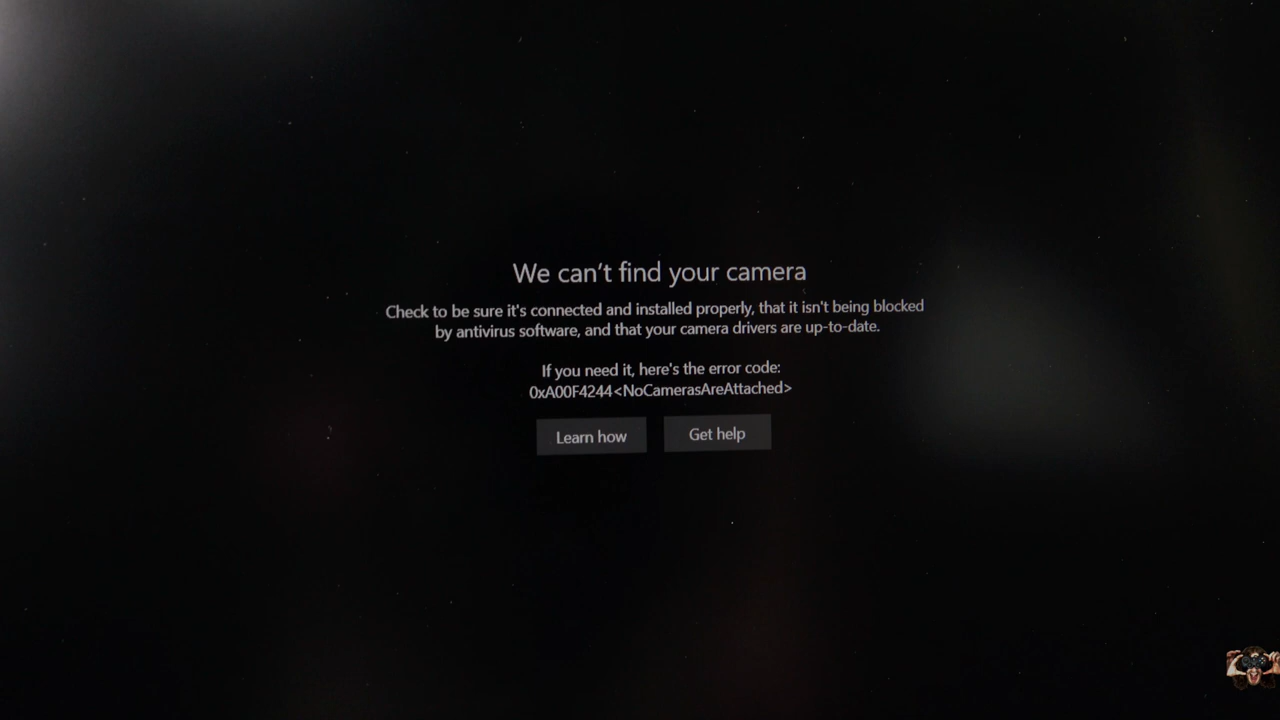 We can't find your camera
Check to be sure it's connected and installed properly, that it isn't being blocked
by antivirus software, and that your camera drivers are up-to-date.
If you need it, here's the error code:
0xA00F4244<NoCamerasAreAttached>
Learn how
Get help